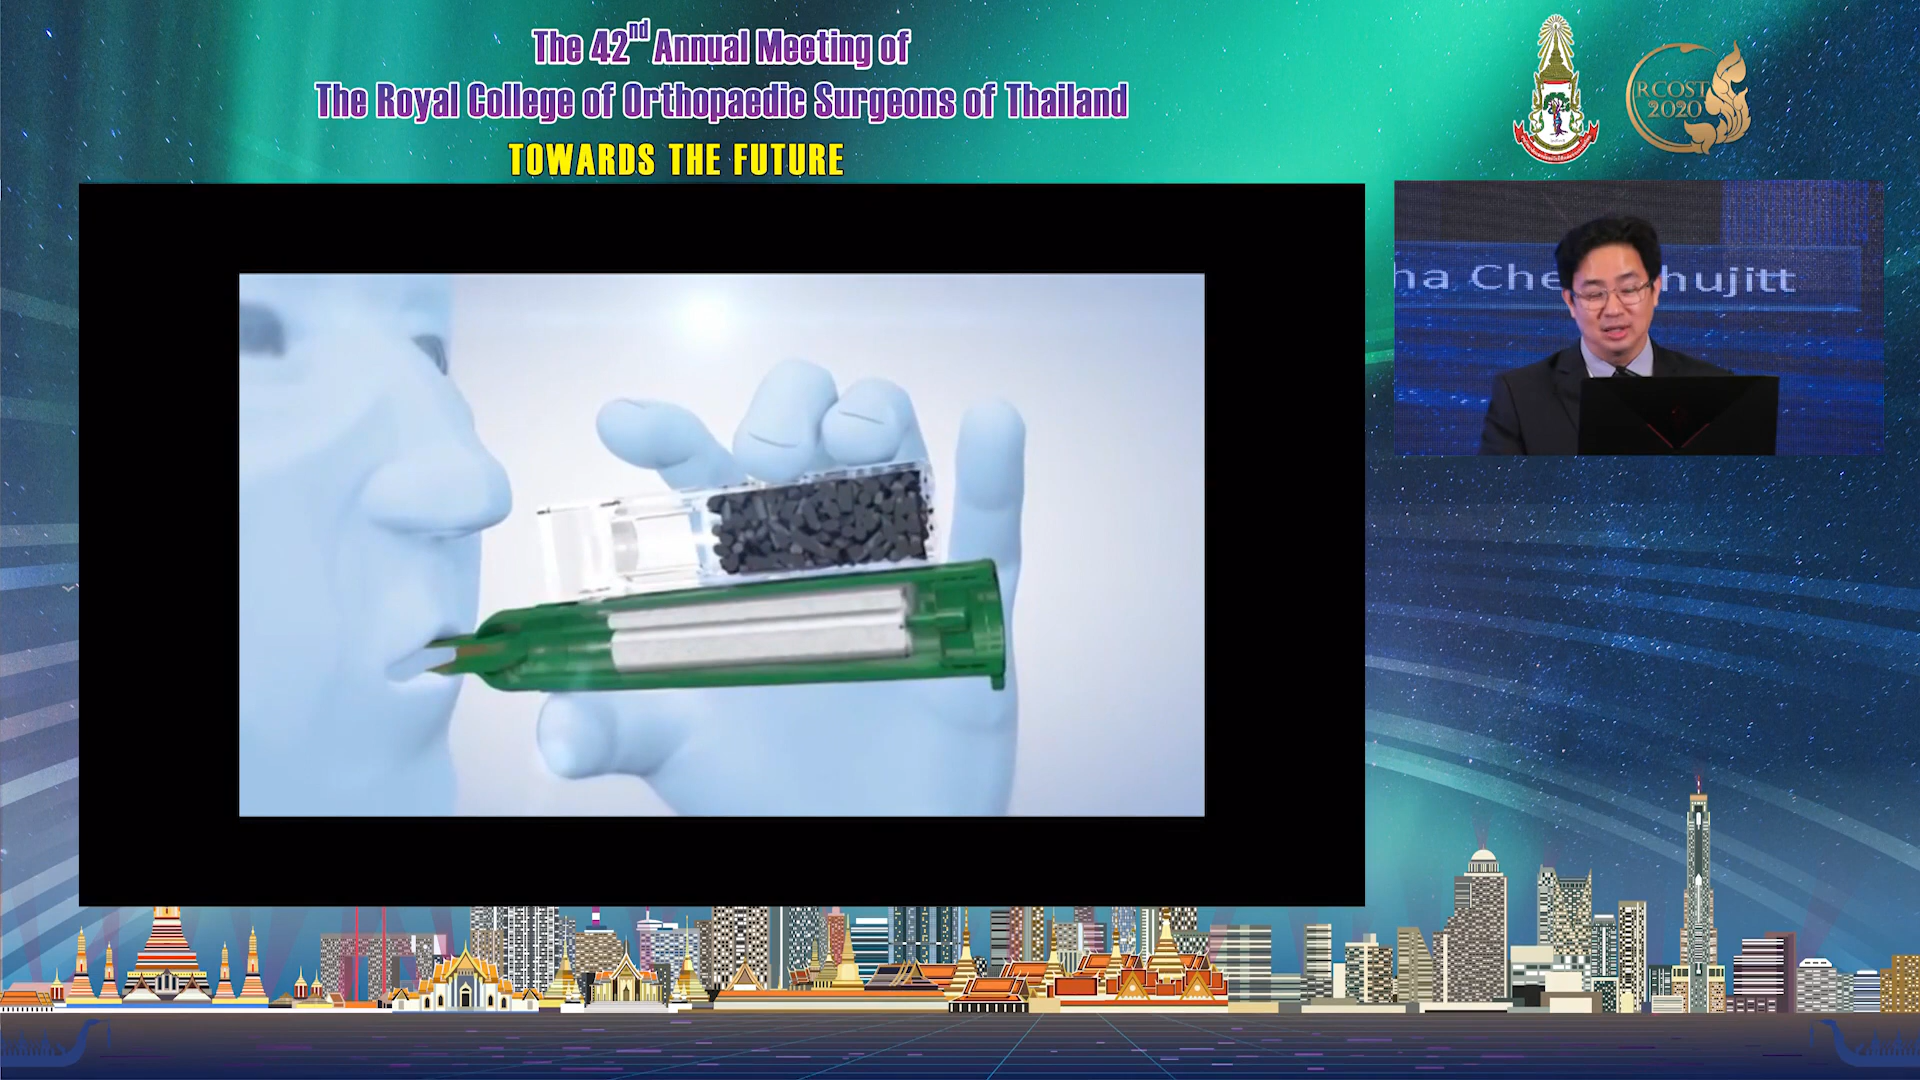 The 42nd Annual Meeting of
The Royal College of Orthopaedic Surgeons of Thailand
TOWARDS THE FUTURE
RCOST
2020